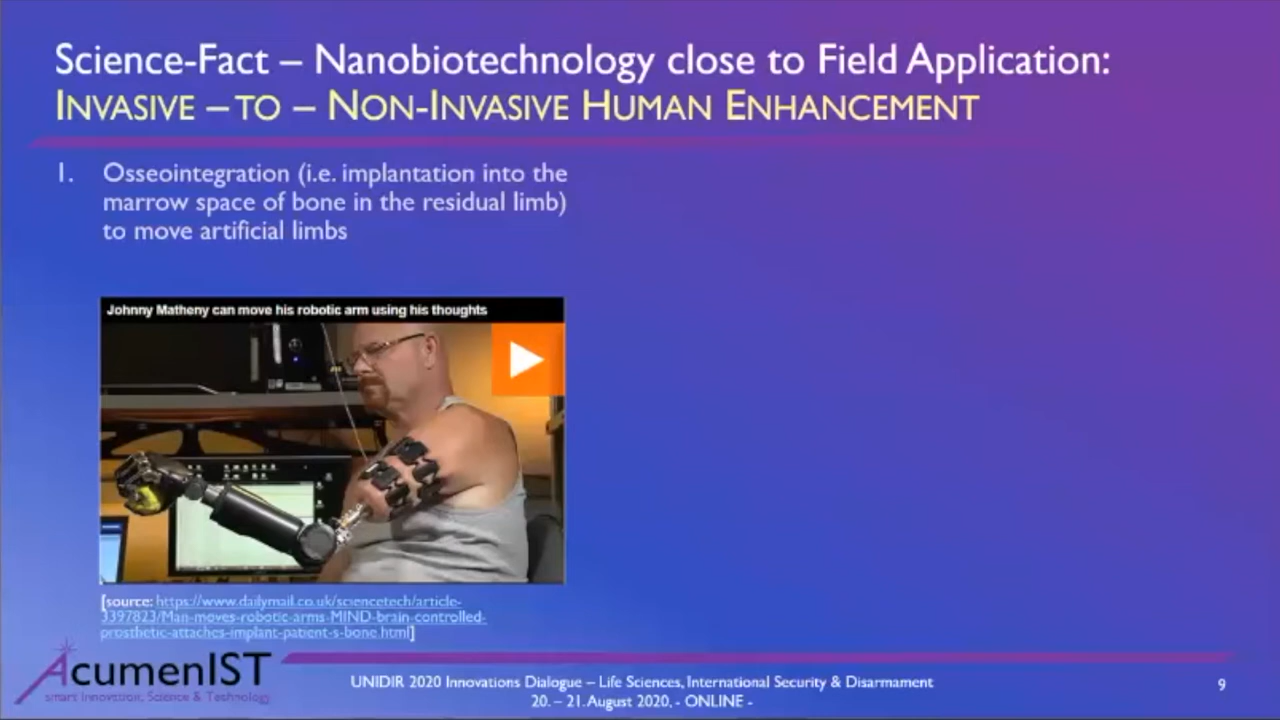 Science-Fact – Nanobiotechnology close to Field Application:
INVASIVE – TO – NON-INVASIVE HUMAN ENHANCEMENT
1. Osseointegration (i.e. implantation into the
marrow space of bone in the residual limb)
to move artificial limbs
Johnny Matheny can move his robotic arm using his thoughts
[source: https://www.dailymail.co.uk/sciencetech/article-
3397823/Man-moves-robotic-arms-MIND-brain-controlled-
prosthetic-attaches-implant-patient-s-bone.html]
AcumenIST
smart Innovation, Science & Technology
UNIDIR 2020 Innovations Dialogue – Life Sciences, International Security & Disarmament
20. – 21. August 2020, - ONLINE -
9